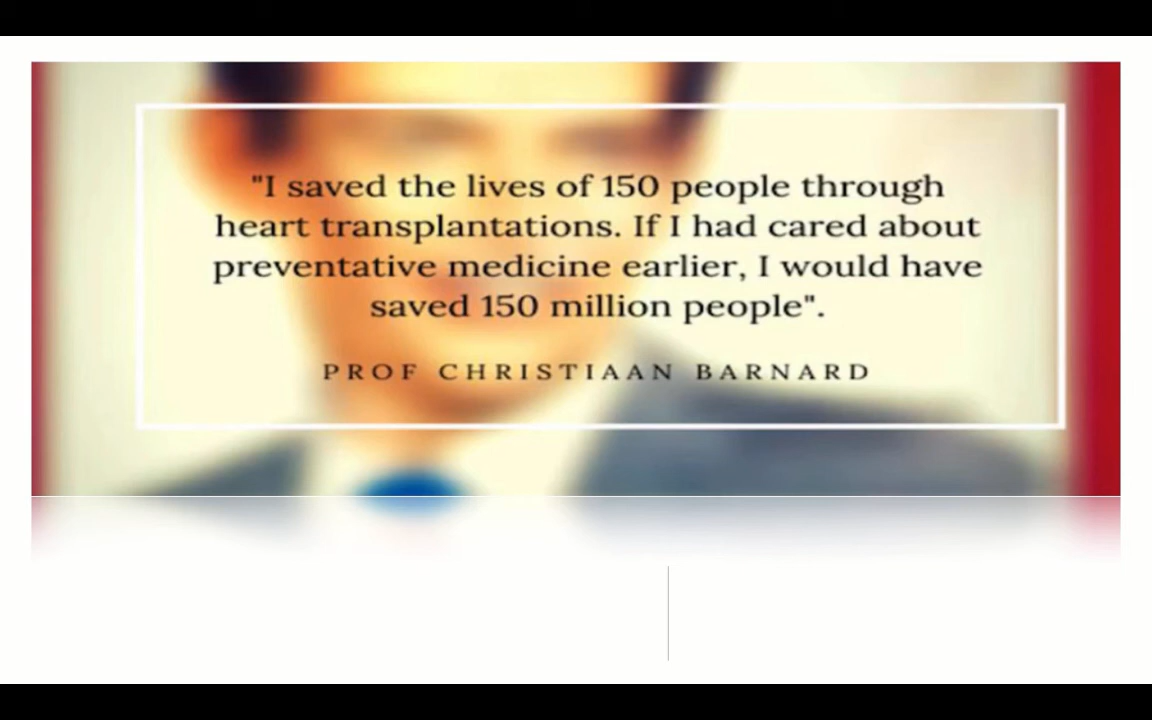 "I saved the lives of 150 people through
heart transplantations. If I had cared about
preventative medicine earlier, I would have
saved 150 million people".
PROF CHRISTIAAN BARNARD